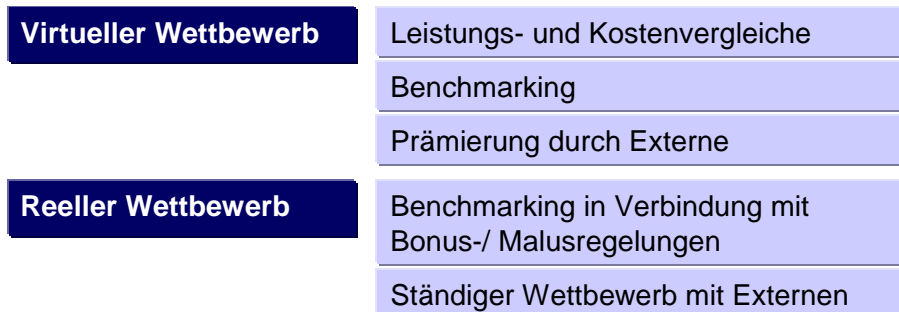 Virtueller Wettbewerb
Leistungs- und Kostenvergleiche
Benchmarking
Prämierung durch Externe
Reeller Wettbewerb
Benchmarking in Verbindung mit
Bonus-/ Malusregelungen
Ständiger Wettbewerb mit Externen